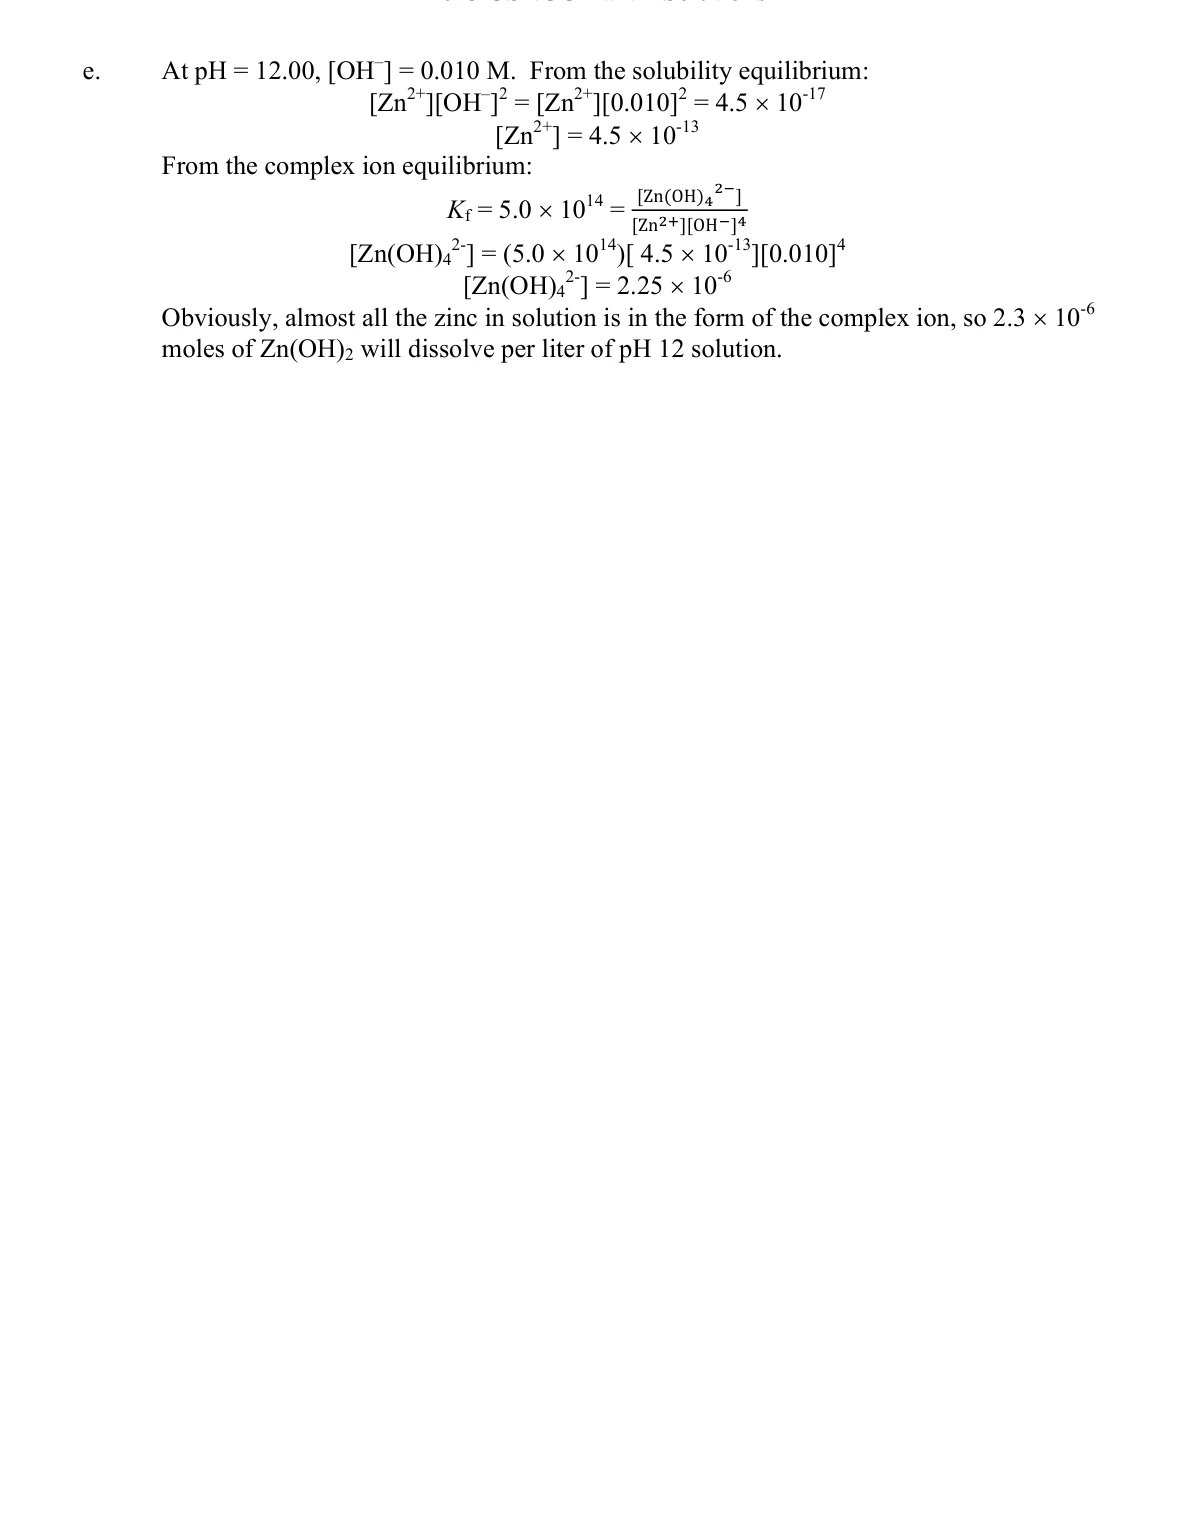 e. At pH = 12.00, [OH⁻] = 0.010 M. From the solubility equilibrium:
[Zn²⁺][OH⁻]² = [Zn²⁺][0.010]² = 4.5 × 10⁻¹⁷
[Zn²⁺] = 4.5 × 10⁻¹³
From the complex ion equilibrium:
K_f = 5.0 × 10¹⁴ = [Zn(OH)₄²⁻] / [Zn²⁺][OH⁻]⁴
[Zn(OH)₄²⁻] = (5.0 × 10¹⁴)[ 4.5 × 10⁻¹³][0.010]⁴
[Zn(OH)₄²⁻] = 2.25 × 10⁻⁶
Obviously, almost all the zinc in solution is in the form of the complex ion, so 2.3 × 10⁻⁶
moles of Zn(OH)₂ will dissolve per liter of pH 12 solution.